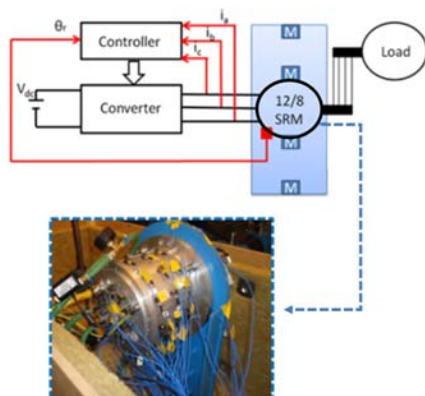 θr
ia
ib
ic
Controller
Vdc
Converter
12/8
SRM
Load
M
M
M
M